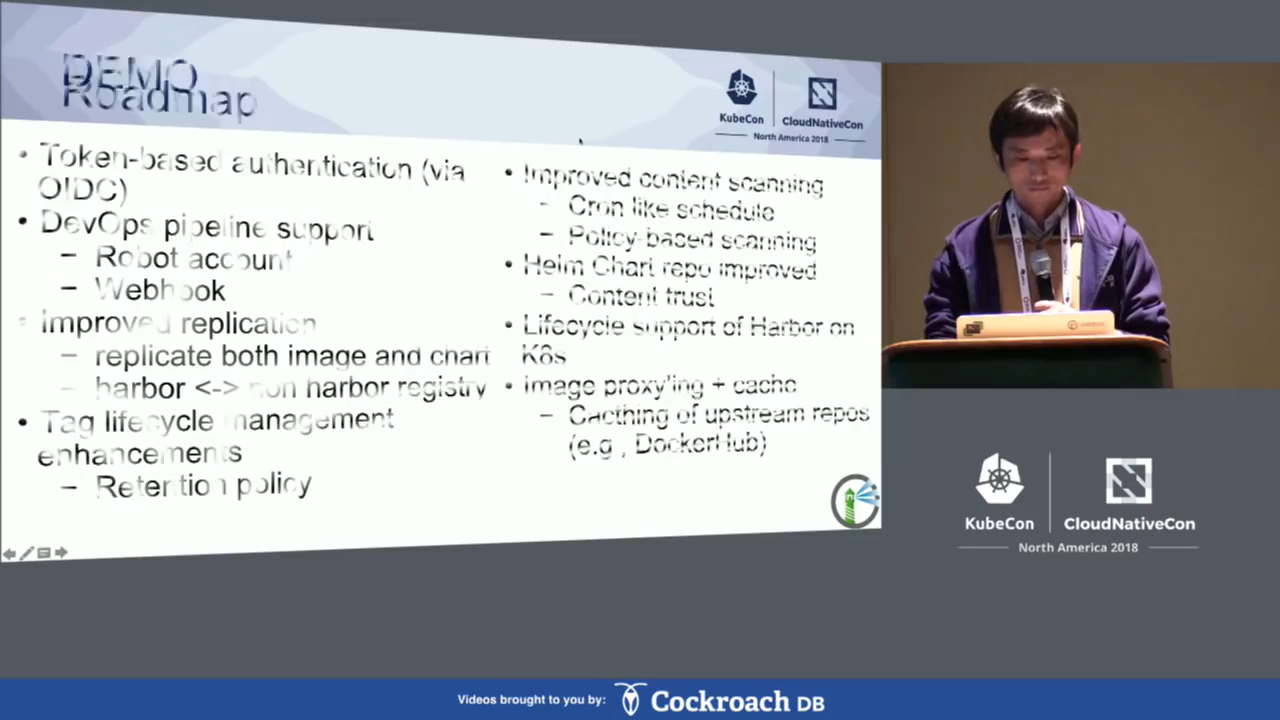 DEMO
Roadmap
KubeCon
CloudNativeCon
North America 2018
• Token-based authentication (via
OIDC)
• DevOps pipeline support
– Robot account
– Webhook
• Improved replication
– replicate both image and chart
– harbor <-> non harbor registry
• Tag lifecycle management
enhancements
– Retention policy
• Improved content scanning
– Cron like schedule
– Policy-based scanning
• Helm Chart repo improved
– Content trust
• Lifecycle support of Harbor on
K8s
• Image proxy'ing + cache
– Cacthing of upstream repos
(e.g., DockerHub)
KubeCon
CloudNativeCon
North America 2018
Videos brought to you by: Cockroach DB